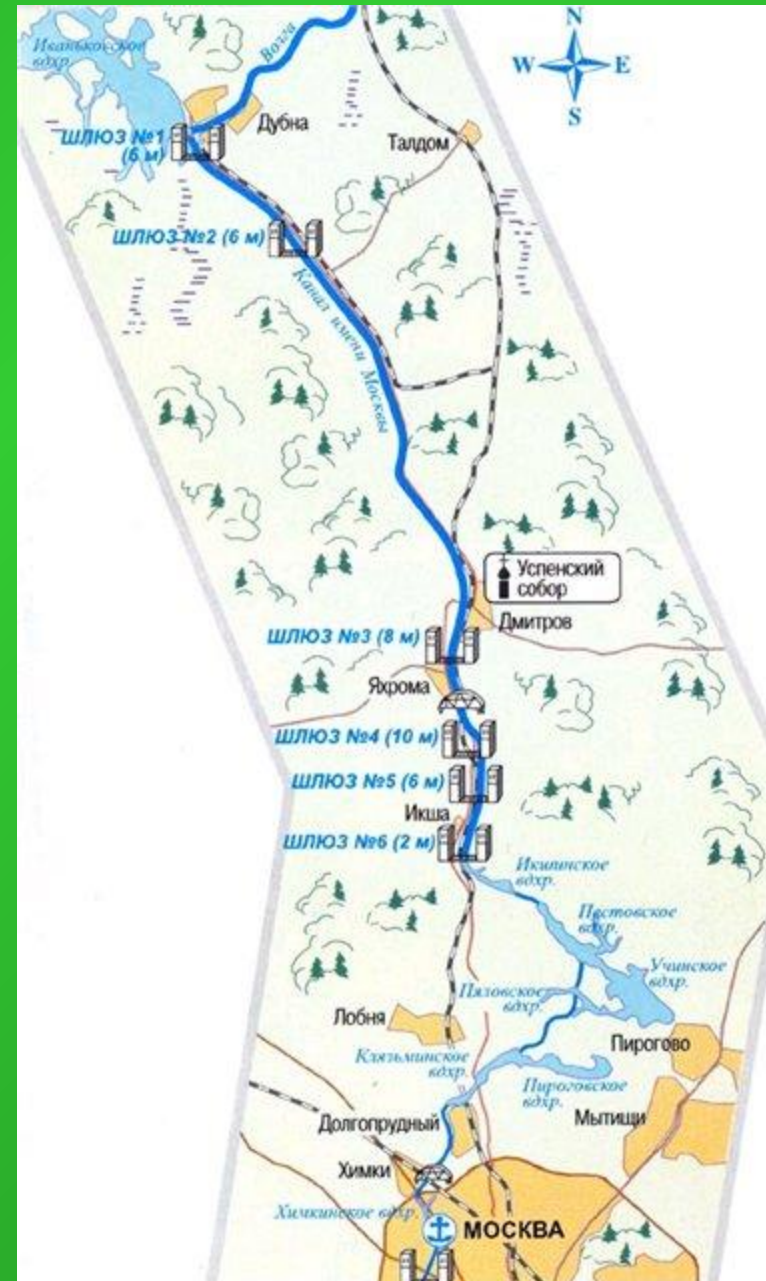 N
W E
S
Иваньковское
вдхр.
Волга
Дубна
Талдом
ШЛЮЗ №1
(6 м)
ШЛЮЗ №2 (6 м)
Канал имени Москвы
Успенский
собор
Дмитров
ШЛЮЗ №3 (8 м)
Яхрома
ШЛЮЗ №4 (10 м)
ШЛЮЗ №5 (6 м)
Икша
ШЛЮЗ №6 (2 м)
Икшинское
вдхр.
Пестовское
вдхр.
Учинское
вдхр.
Пяловское
вдхр.
Лобня
Пирогово
Клязьминское
вдхр.
Пироговское
вдхр.
Мытищи
Долгопрудный
Химки
Химкинское вдхр.
МОСКВА